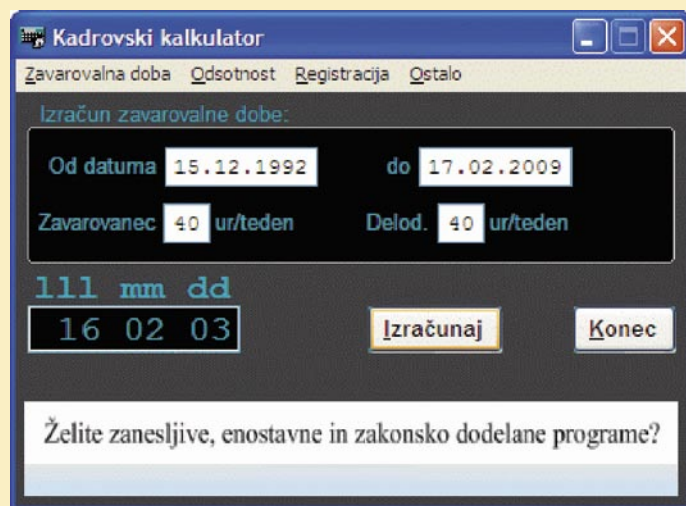 Kadrovski kalkulator
Zavarovalna doba Odsotnost Registracija Ostalo
Izračun zavarovalne dobe:
Od datuma 15.12.1992 do 17.02.2009
Zavarovanec 40 ur/teden Delod. 40 ur/teden
lll mm dd
16 02 03 Izračunaj Konec
Želite zanesljive, enostavne in zakonsko dodelane programe?